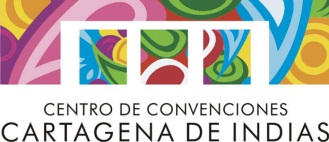 CENTRO DE CONVENCIONES
CARTAGENA DE INDIAS